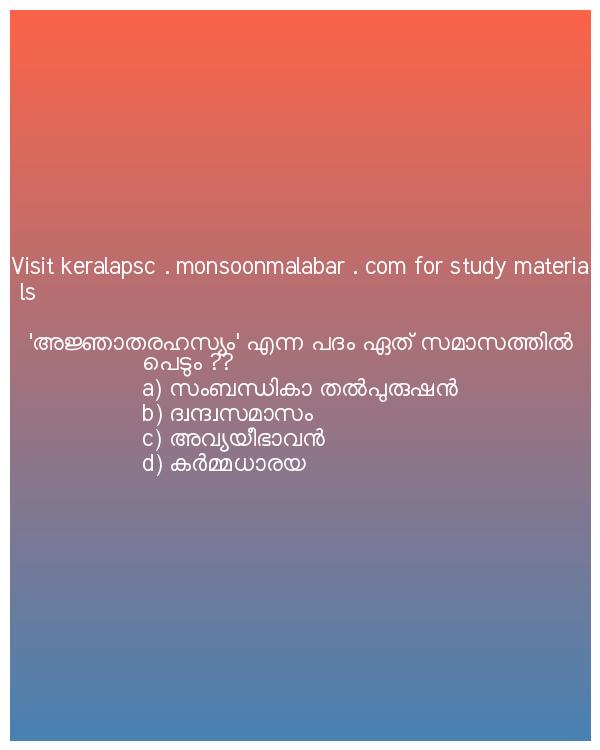 Visit keralapsc . monsoonmalabar . com for study materia
ls
'അജ്ഞാതരഹസ്യം' എന്ന പദം ഏത് സമാസത്തിൽ
പെടും ??
a) സംബന്ധികാ തൽപുരുഷൻ
b) ദ്വന്ദ്വസമാസം
c) അവ്യയീഭാവൻ
d) കർമ്മധാരയ